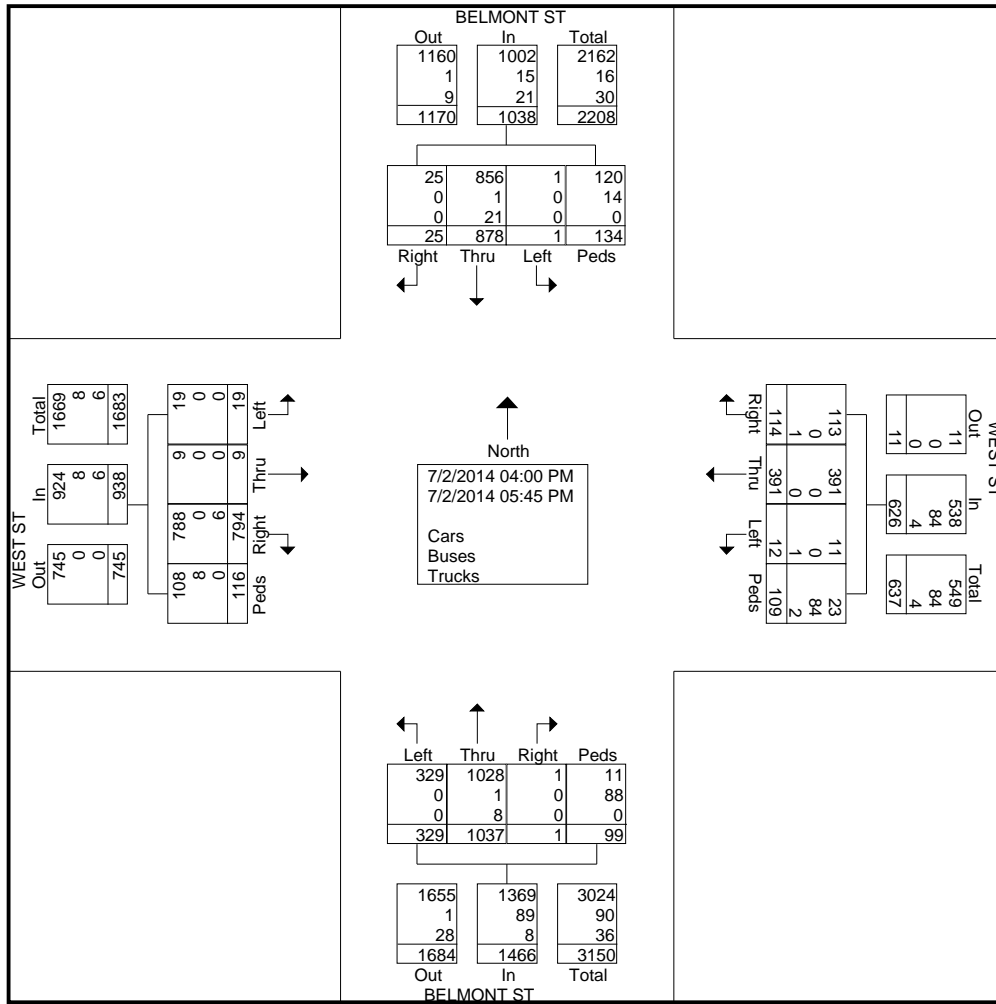 BELMONT ST
Out In Total
1160 1002 2162
1 15 16
9 21 30
1170 1038 2208
25 856 1 120
0 1 0 14
0 21 0 0
25 878 1 134
Right Thru Left Peds
WEST ST
Total
1669 8 6 1683
In
924 8 6 938
Out
745 0 0 745
Left
19 0 0 19
Thru
9 0 0 9
Right
788 0 6 794
Peds
108 8 0 116
North
7/2/2014 04:00 PM
7/2/2014 05:45 PM
Cars
Buses
Trucks
Right
113 0 1 114
Thru
391 0 0 391
Left
11 0 1 12
Peds
23 84 2 109
WEST ST
Out
11 0 0 11
In
538 84 4 626
Total
549 84 4 637
Left Thru Right Peds
329 1028 1 11
0 1 0 88
0 8 0 0
329 1037 1 99
1655 1369 3024
1 89 90
28 8 36
1684 1466 3150
Out In Total
BELMONT ST